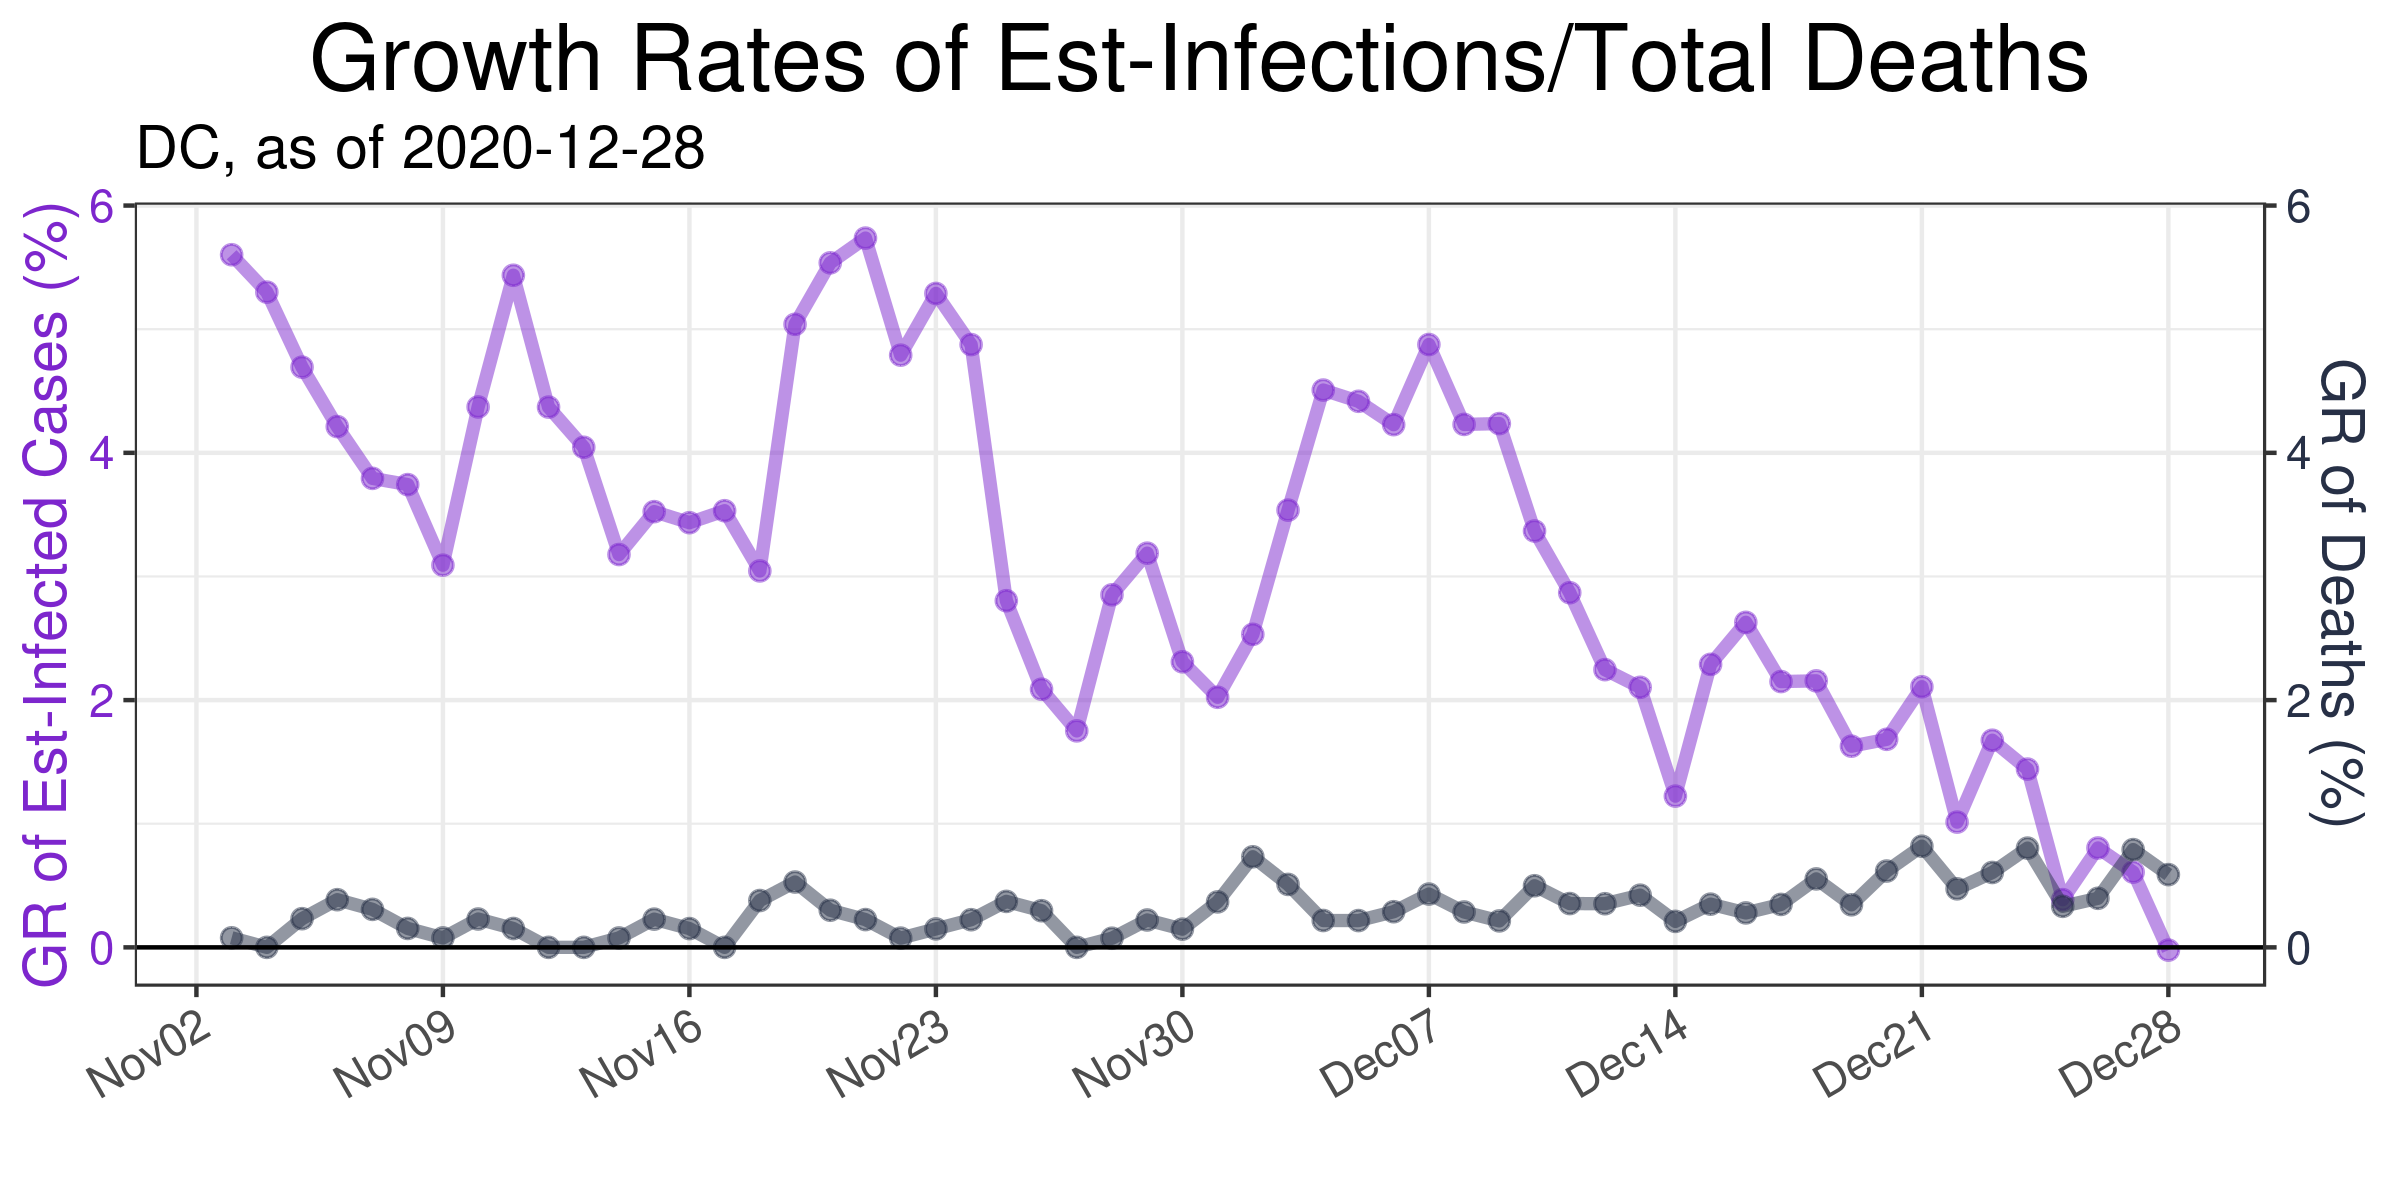 Growth Rates of Est-Infections/Total Deaths
DC, as of 2020-12-28
GR of Est-Infected Cases (%)
6
4
2
0
6
4
2
0
GR of Deaths (%)
Nov02
Nov09
Nov16
Nov23
Nov30
Dec07
Dec14
Dec21
Dec28